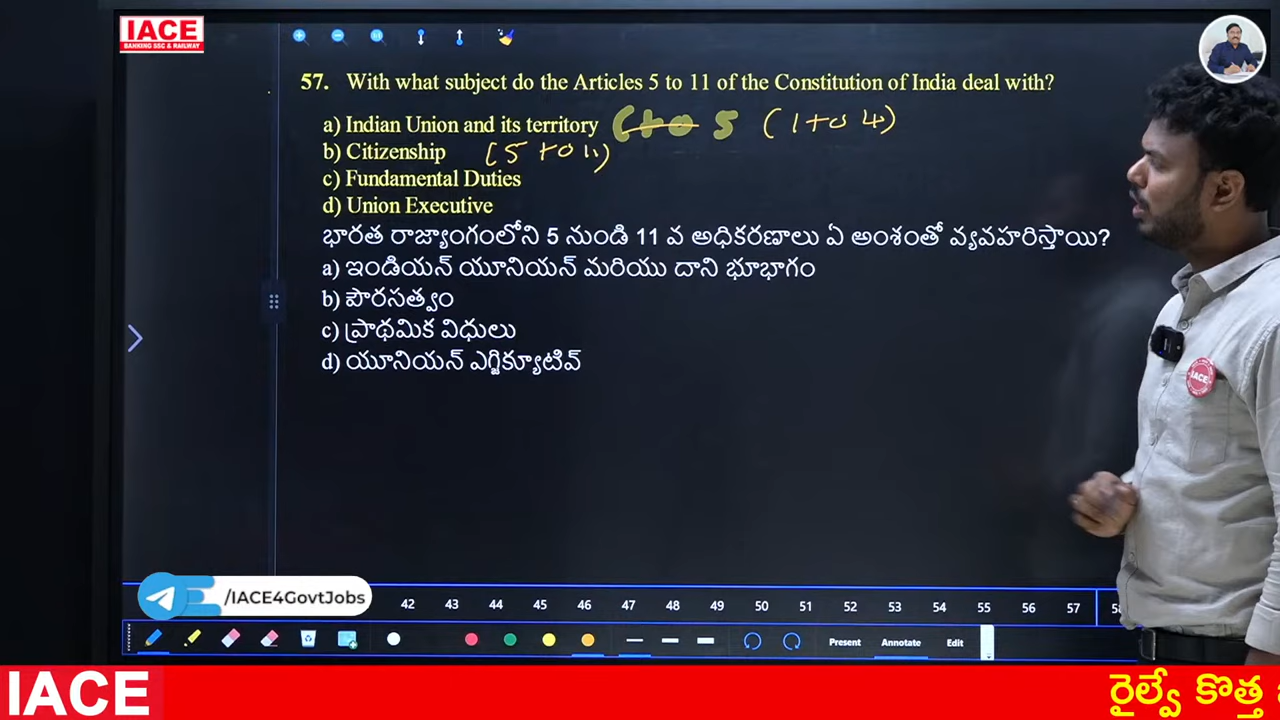 IACE
BANKING SSC & RAILWAY
57. With what subject do the Articles 5 to 11 of the Constitution of India deal with?
a) Indian Union and its territory 5 (1 to 4)
b) Citizenship (5 to 11)
c) Fundamental Duties
d) Union Executive
భారత రాజ్యాంగంలోని 5 నుండి 11 వ అధికరణాలు ఏ అంశంతో వ్యవహరిస్తాయి?
a) ఇండియన్ యూనియన్ మరియు దాని భూభాగం
b) పౌరసత్వం
c) ప్రాథమిక విధులు
d) యూనియన్ ఎగ్జిక్యూటివ్
IACE
/IACE4GovtJobs
42 43 44 45 46 47 48 49 50 51 52 53 54 55 56 57
Present Annotate Edit
IACE
రైల్వే కొత్త